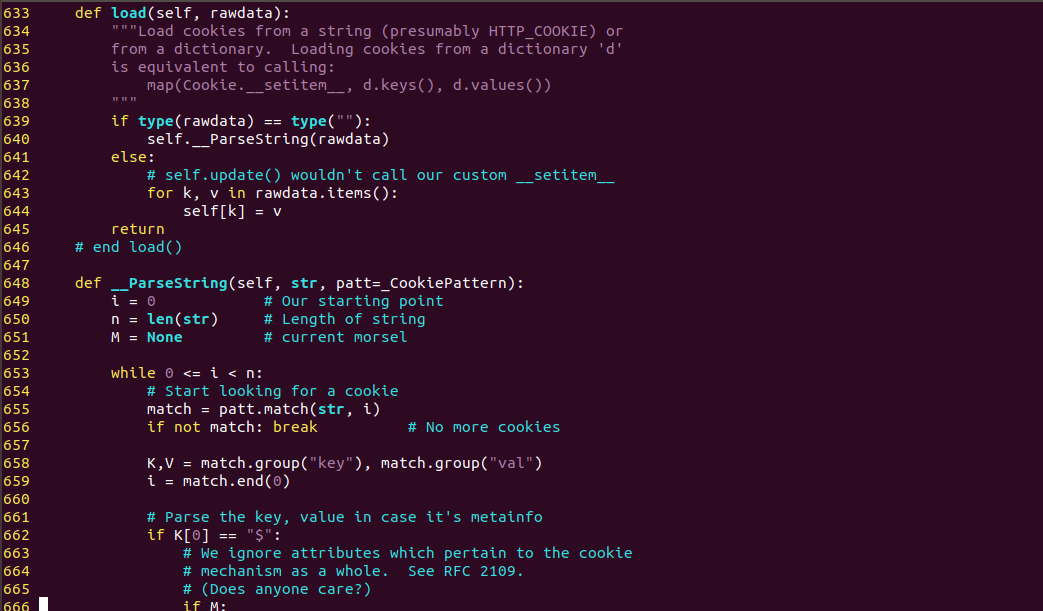 633     def load(self, rawdata):
634         """Load cookies from a string (presumably HTTP_COOKIE) or
635         from a dictionary.  Loading cookies from a dictionary 'd'
636         is equivalent to calling:
637             map(Cookie.__setitem__, d.keys(), d.values())
638         """
639         if type(rawdata) == type(""):
640             self.__ParseString(rawdata)
641         else:
642             # self.update() wouldn't call our custom __setitem__
643             for k, v in rawdata.items():
644                 self[k] = v
645         return
646     # end load()
647
648     def __ParseString(self, str, patt=_CookiePattern):
649         i = 0            # Our starting point
650         n = len(str)     # Length of string
651         M = None         # current morsel
652
653         while 0 <= i < n:
654             # Start looking for a cookie
655             match = patt.match(str, i)
656             if not match: break          # No more cookies
657
658             K,V = match.group("key"), match.group("val")
659             i = match.end(0)
660
661             # Parse the key, value in case it's metainfo
662             if K[0] == "$":
663                 # We ignore attributes which pertain to the cookie
664                 # mechanism as a whole.  See RFC 2109.
665                 # (Does anyone care?)
666                 if M: